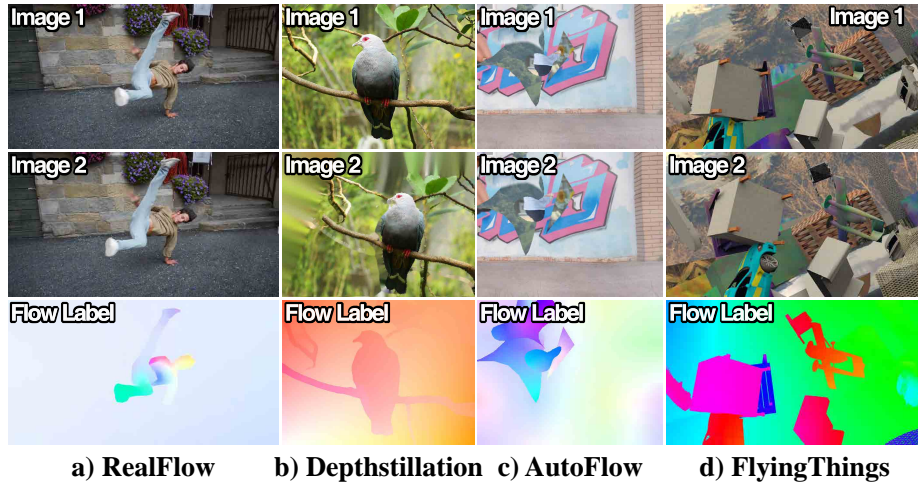 Image 1 Image 1 Image 1 Image 1
Image 2 Image 2 Image 2 Image 2
Flow Label Flow Label Flow Label Flow Label
a) RealFlow b) Depthstillation c) AutoFlow d) FlyingThings